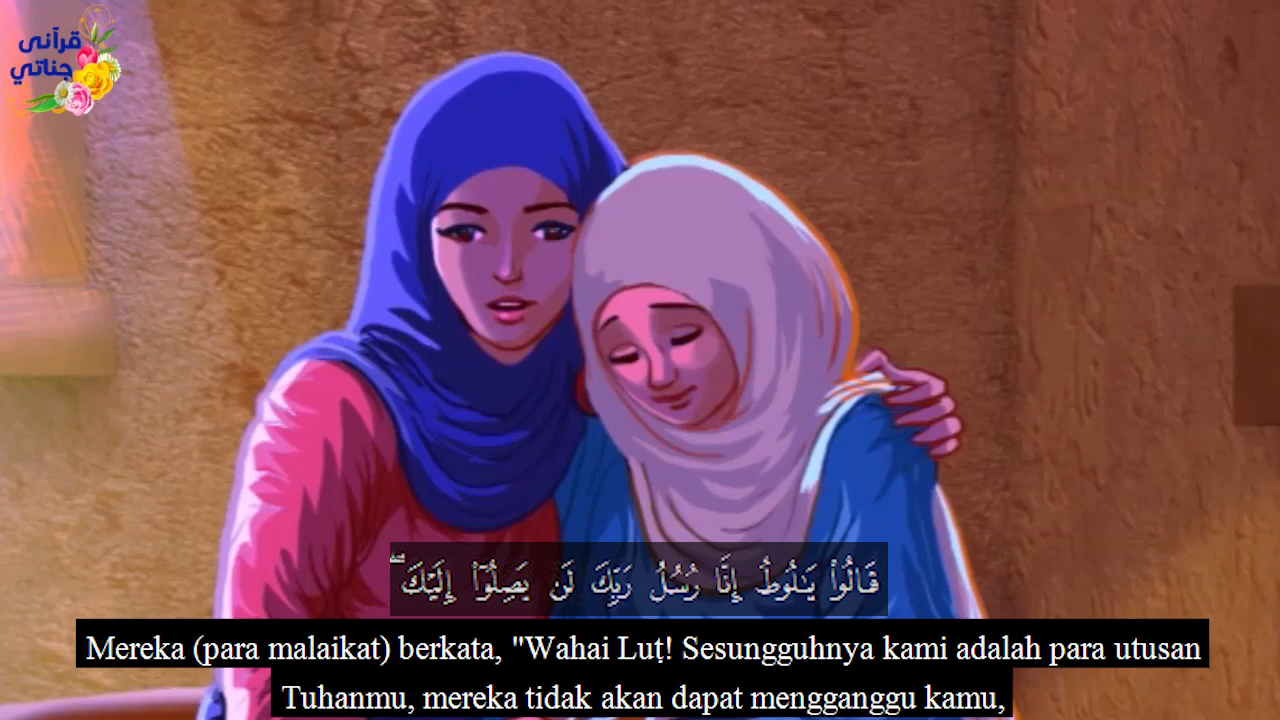 قرآنى
جناتي
قَالُوا۟ يَـٰلُوطُ إِنَّا رُسُلُ رَبِّكَ لَن يَصِلُوٓا۟ إِلَيْكَ ۖ
Mereka (para malaikat) berkata, "Wahai Luṭ! Sesungguhnya kami adalah para utusan
Tuhanmu, mereka tidak akan dapat mengganggu kamu,